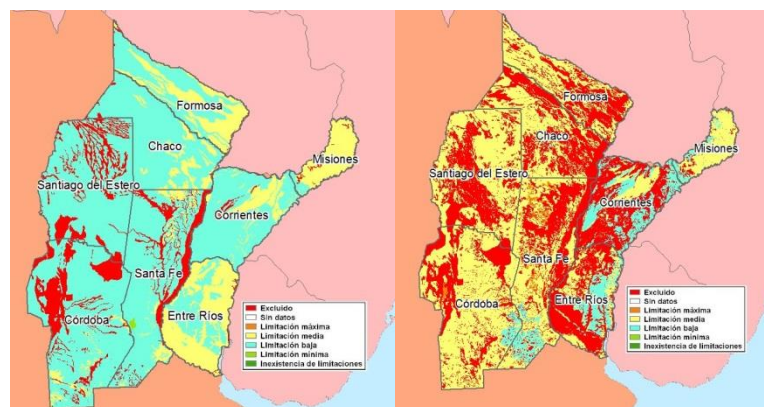 Formosa
Chaco
Misiones
Santiago del Estero
Corrientes
Santa Fe
Córdoba
Entre Ríos
Excluido
Sin datos
Limitación máxima
Limitación media
Limitación baja
Limitación mínima
Inexistencia de limitaciones
Formosa
Chaco
Misiones
Santiago del Estero
Corrientes
Santa Fe
Córdoba
Entre Ríos
Excluido
Sin datos
Limitación máxima
Limitación media
Limitación baja
Limitación mínima
Inexistencia de limitaciones